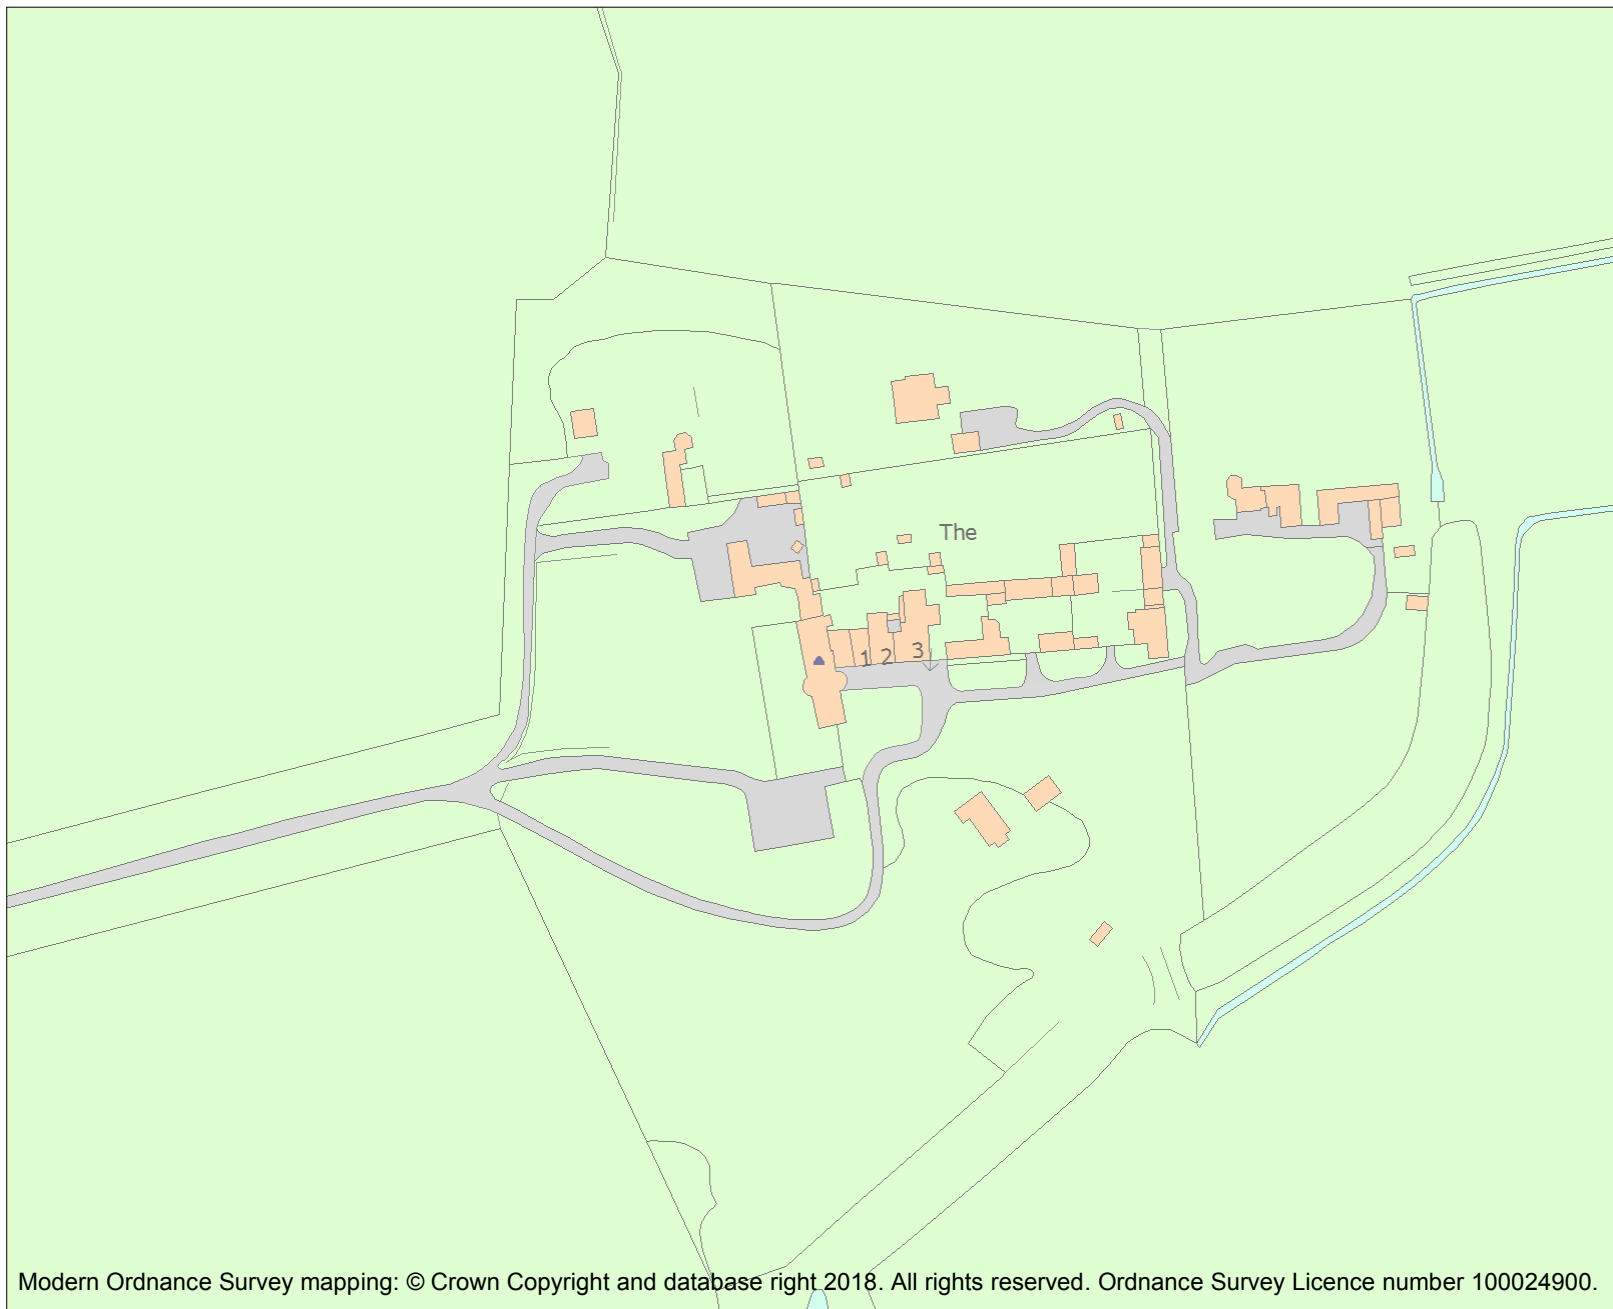 The
1 2 3
Modern Ordnance Survey mapping: © Crown Copyright and database right 2018. All rights reserved. Ordnance Survey Licence number 100024900.